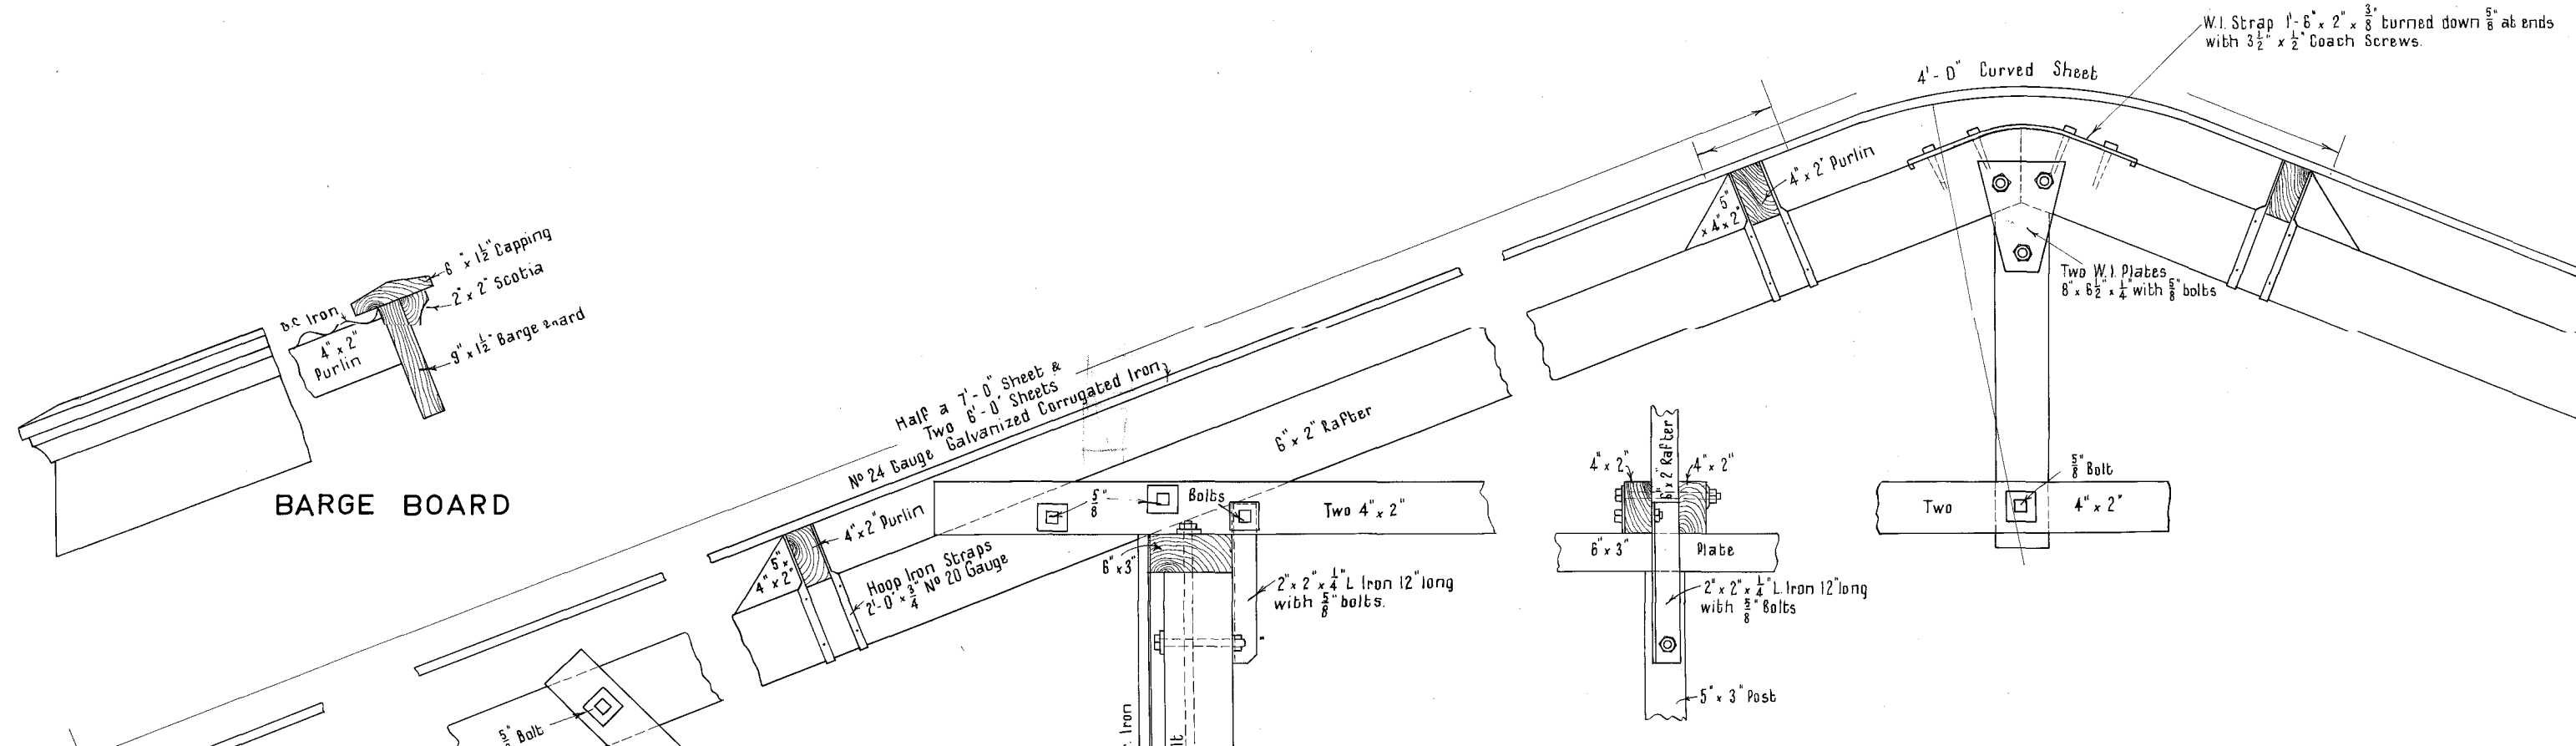 W.I. Strap 1'-6" x 2" x 3/8" turned down 5/8" at ends
with 3 1/2" x 1/2" Coach Screws.
4'-0" Curved Sheet
4" x 2" Purlin
5"
x 4" x 2"
Two W.I. Plates
8" x 6 1/2" x 1/4" with 5/8" bolts
6" x 1 1/2" Capping
2" x 2" Scotia
B.C Iron
4" x 2"
Purlin
9" x 1 1/2" Barge Board
BARGE BOARD
Half a 7'-0" Sheet &
Two 6'-0" Sheets
No 24 Gauge Galvanized Corrugated Iron
6" x 2" Rafter
4" x 2" Purlin
5" x
4" x 2"
Hoop Iron Straps
2'-0" x 3/4" No 20 Gauge
5/8" Bolts
Two 4" x 2"
6" x 3"
2" x 2" x 1/4" L Iron 12" long
with 5/8" bolts.
4" x 2"
6" x 2" Rafter
4" x 2"
6" x 3" Plate
2" x 2" x 1/4" L. Iron 12" long
with 5/8" Bolts
5" x 3" Post
5/8" Bolt
Two 4" x 2"
Bolt
Iron